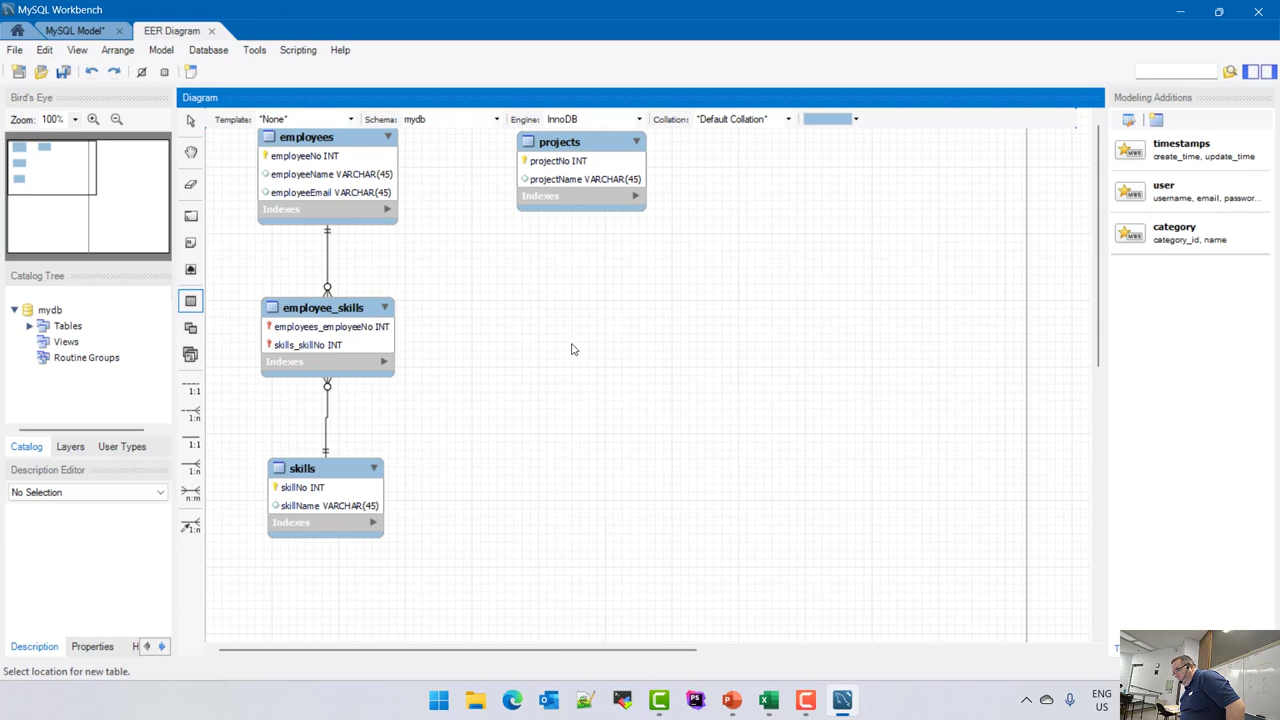 MySQL Workbench
MySQL Model* ×
EER Diagram ×
File Edit View Arrange Model Database Tools Scripting Help
Bird's Eye
Zoom: 100%
Diagram
Template: *None* Schema: mydb Engine: InnoDB Collation: *Default Collation*
Modeling Additions
timestamps
create_time, update_time
user
username, email, passwor...
category
category_id, name
employees
employeeNo INT
employeeName VARCHAR(45)
employeeEmail VARCHAR(45)
Indexes
projects
projectNo INT
projectName VARCHAR(45)
Indexes
employee_skills
employees_employeeNo INT
skills_skillNo INT
Indexes
skills
skillNo INT
skillName VARCHAR(45)
Indexes
Catalog Tree
mydb
Tables
Views
Routine Groups
Catalog Layers User Types
Description Editor
No Selection
1:1
1:n
1:1
1:n
n:m
1:n
Description Properties H
Select location for new table.
ENG
US